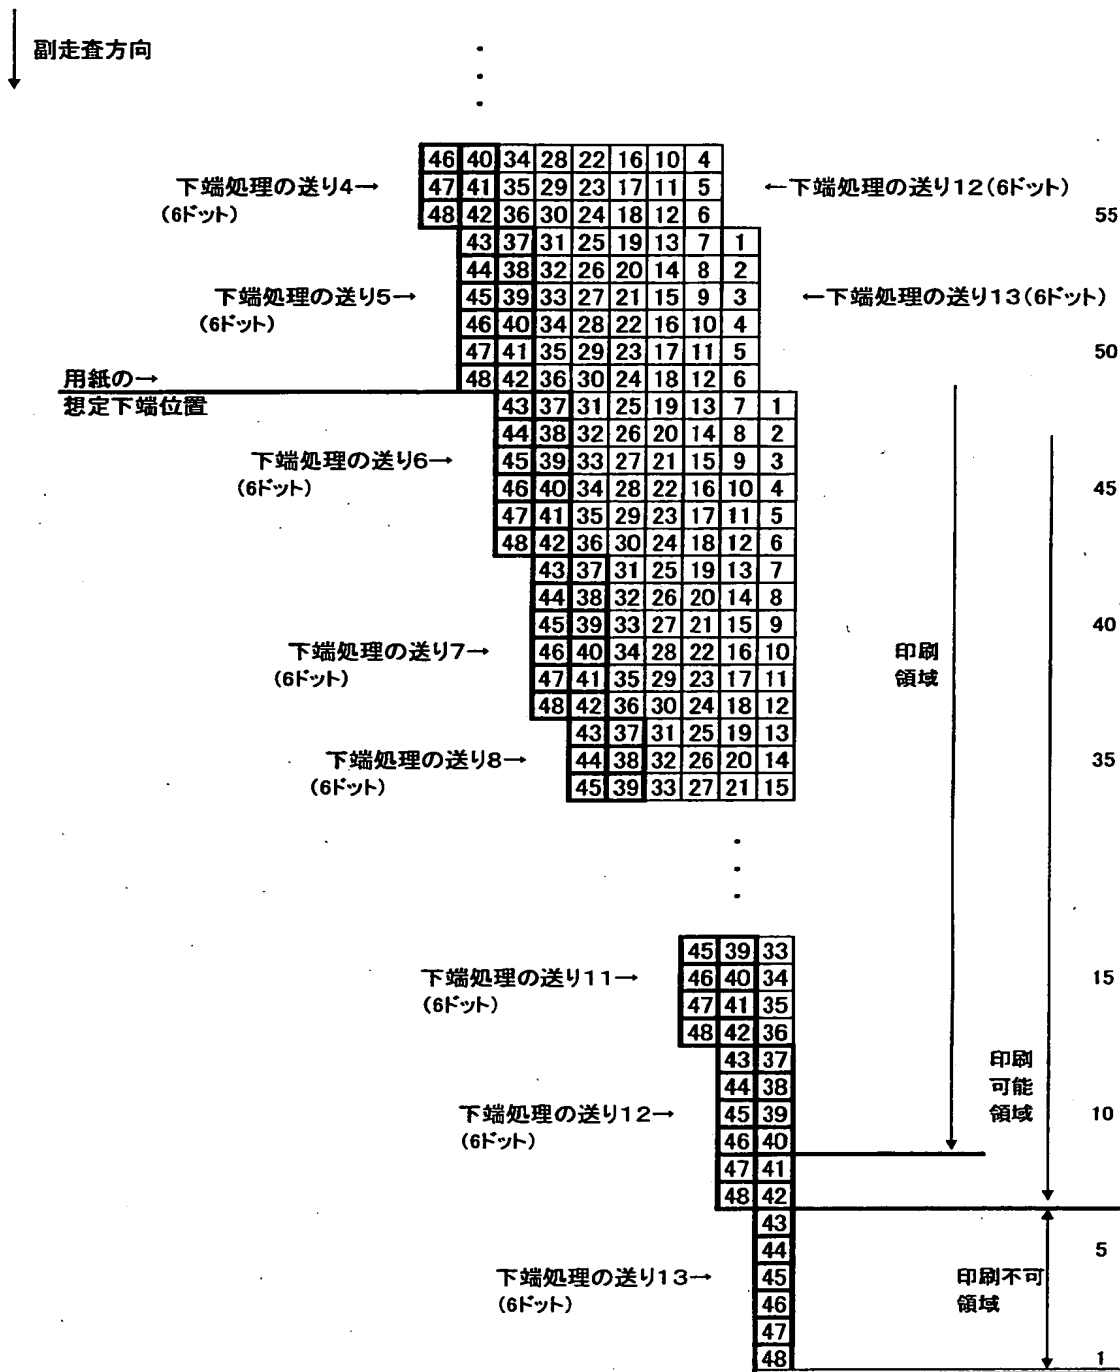 副走査方向
46 40 34 28 22 16 10 4
下端処理の送り4→ 47 41 35 29 23 17 11 5 ←下端処理の送り12(6ドット)
(6ドット) 48 42 36 30 24 18 12 6 55
43 37 31 25 19 13 7 1
44 38 32 26 20 14 8 2
下端処理の送り5→ 45 39 33 27 21 15 9 3 ←下端処理の送り13(6ドット)
(6ドット) 46 40 34 28 22 16 10 4
47 41 35 29 23 17 11 5 50
用紙の→ 48 42 36 30 24 18 12 6
想定下端位置 43 37 31 25 19 13 7 1
44 38 32 26 20 14 8 2
下端処理の送り6→ 45 39 33 27 21 15 9 3
(6ドット) 46 40 34 28 22 16 10 4 45
47 41 35 29 23 17 11 5
48 42 36 30 24 18 12 6
43 37 31 25 19 13 7
44 38 32 26 20 14 8
45 39 33 27 21 15 9 40
下端処理の送り7→ 46 40 34 28 22 16 10 印刷
(6ドット) 47 41 35 29 23 17 11 領域
48 42 36 30 24 18 12
43 37 31 25 19 13
下端処理の送り8→ 44 38 32 26 20 14 35
(6ドット) 45 39 33 27 21 15
45 39 33
下端処理の送り11→ 46 40 34 15
(6ドット) 47 41 35
48 42 36
43 37 印刷
44 38 可能
下端処理の送り12→ 45 39 領域 10
(6ドット) 46 40
47 41
48 42
43
44 5
下端処理の送り13→ 45 印刷不可
(6ドット) 46 領域
47
48 1